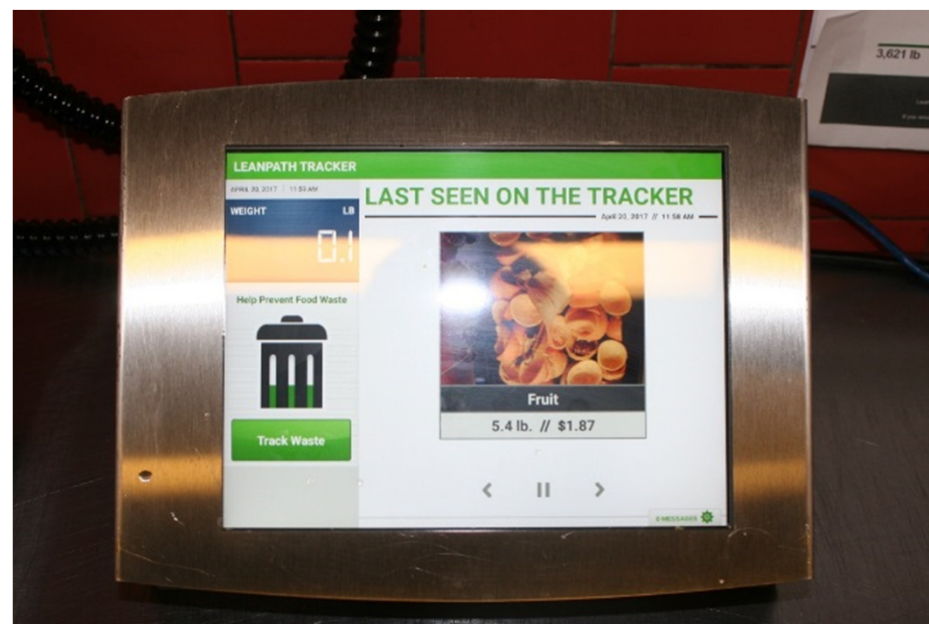 3,621 lb
LEANPATH TRACKER
APRIL 20, 2017 | 11:59 AM
LAST SEEN ON THE TRACKER
April 20, 2017 // 11:58 AM
WEIGHT LB
0.1
Help Prevent Food Waste
Track Waste
Fruit
5.4 lb. // $1.87
0 MESSAGES